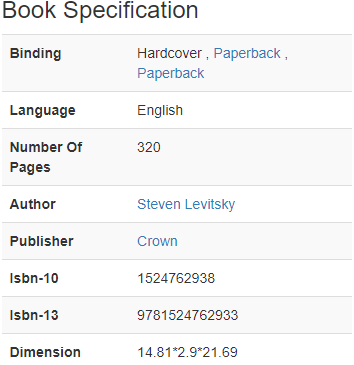 Book Specification
Binding Hardcover , Paperback ,
Paperback
Language English
Number Of 320
Pages
Author Steven Levitsky
Publisher Crown
Isbn-10 1524762938
Isbn-13 9781524762933
Dimension 14.81*2.9*21.69